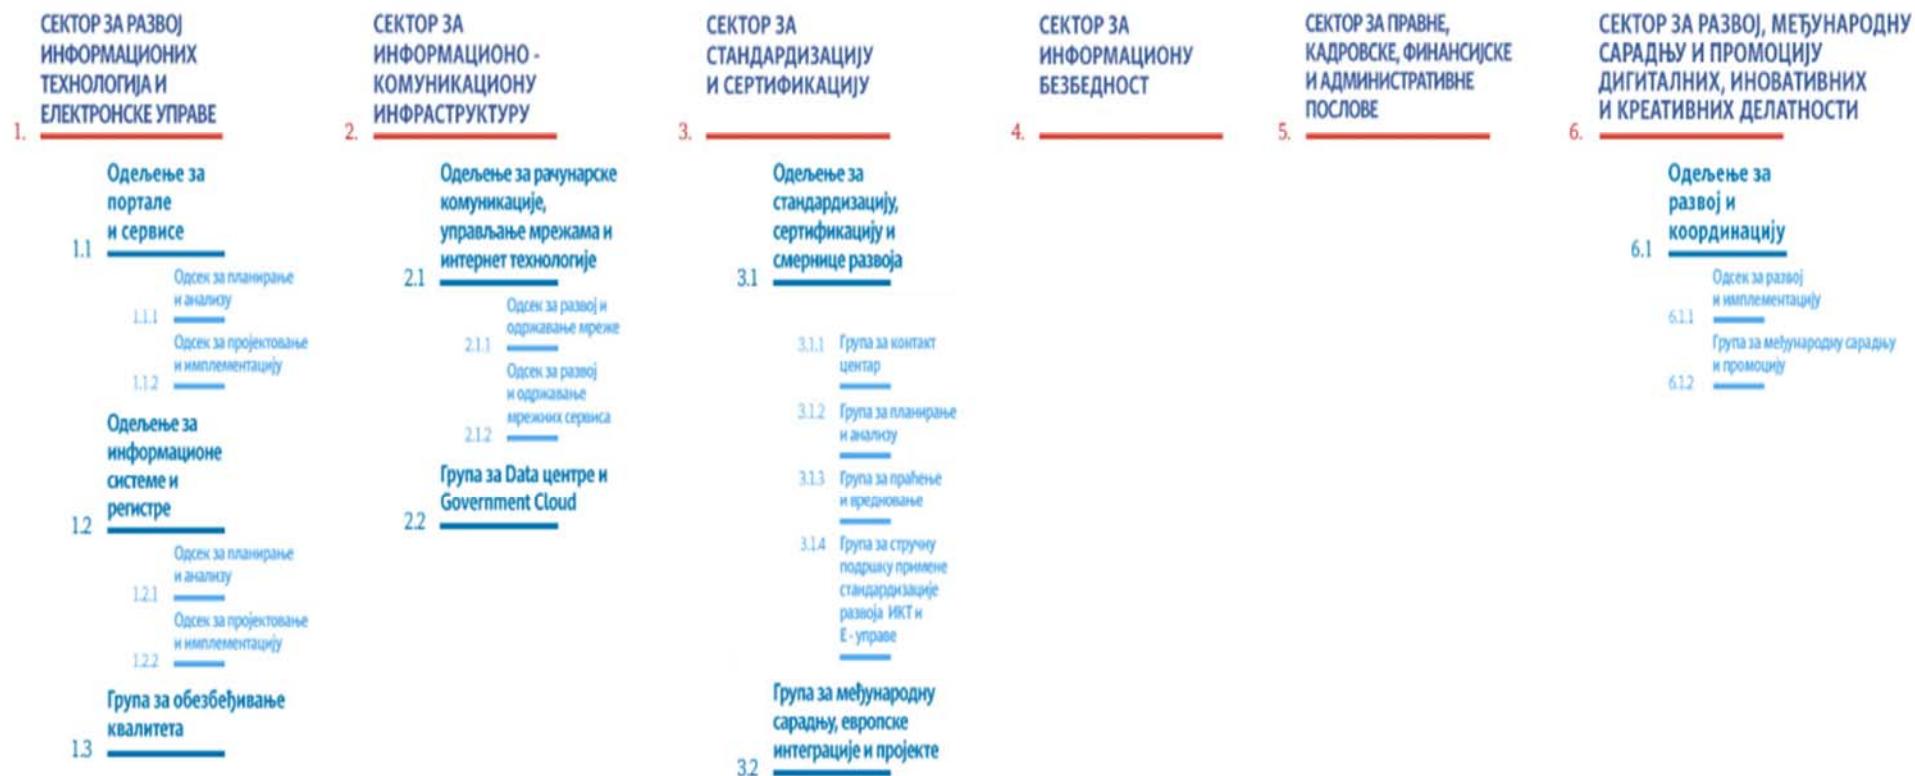 СЕКТОР ЗА РАЗВОЈ
ИНФОРМАЦИОНИХ
ТЕХНОЛОГИЈА И
ЕЛЕКТРОНСКЕ УПРАВЕ
1.
Одељење за
портале
и сервисе
1.1
Одсек за планирање
и анализу
1.1.1
Одсек за пројектовање
и имплементацију
1.1.2
Одељење за
информационе
системе и
регистре
1.2
Одсек за планирање
и анализу
1.2.1
Одсек за пројектовање
и имплементацију
1.2.2
Група за обезбеђивање
квалитета
1.3
СЕКТОР ЗА
ИНФОРМАЦИОНО -
КОМУНИКАЦИОНУ
ИНФРАСТРУКТУРУ
2.
Одељење за рачунарске
комуникације,
управљање мрежама и
интернет технологије
2.1
Одсек за развој и
одржавање мреже
2.1.1
Одсек за развој
и одржавање
мрежних сервиса
2.1.2
Група за Data центре и
Government Cloud
2.2
СЕКТОР ЗА
СТАНДАРДИЗАЦИЈУ
И СЕРТИФИКАЦИЈУ
3.
Одељење за
стандардизацију,
сертификацију и
смернице развоја
3.1
3.1.1 Група за контакт
центар
3.1.2 Група за планирање
и анализу
3.1.3 Група за праћење
и вредновање
3.1.4 Група за стручну
подршку примене
стандардизације
развоја ИКТ и
Е - управе
Група за међународну
сарадњу, европске
интеграције и пројекте
3.2
СЕКТОР ЗА
ИНФОРМАЦИОНУ
БЕЗБЕДНОСТ
4.
СЕКТОР ЗА ПРАВНЕ,
КАДРОВСКЕ, ФИНАНСИЈСКЕ
И АДМИНИСТРАТИВНЕ
ПОСЛОВЕ
5.
СЕКТОР ЗА РАЗВОЈ, МЕЂУНАРОДНУ
САРАДЊУ И ПРОМОЦИЈУ
ДИГИТАЛНИХ, ИНОВАТИВНИХ
И КРЕАТИВНИХ ДЕЛАТНОСТИ
6.
Одељење за
развој и
координацију
6.1
Одсек за развој
и имплементацију
6.1.1
Група за међународну сарадњу
и промоцију
6.1.2